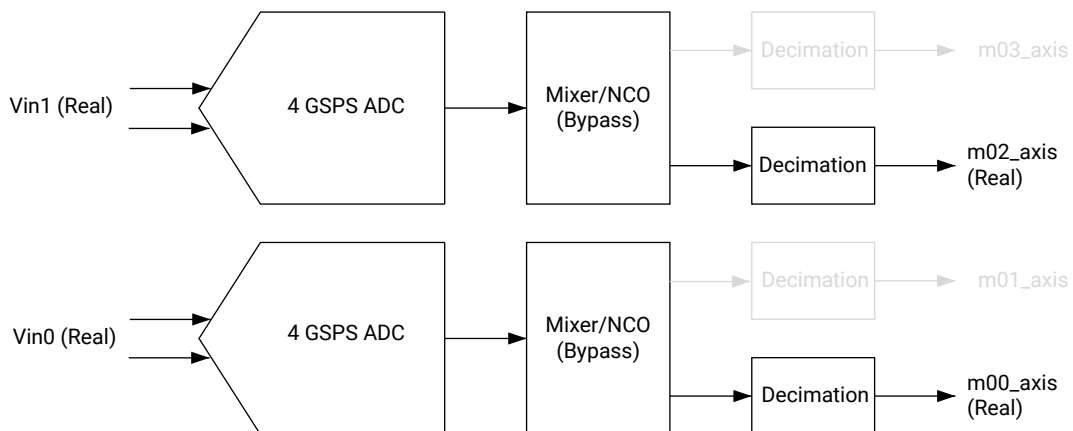 Decimation
m03_axis
Vin1 (Real)
4 GSPS ADC
Mixer/NCO
(Bypass)
Decimation
m02_axis
(Real)
Decimation
m01_axis
Vin0 (Real)
4 GSPS ADC
Mixer/NCO
(Bypass)
Decimation
m00_axis
(Real)